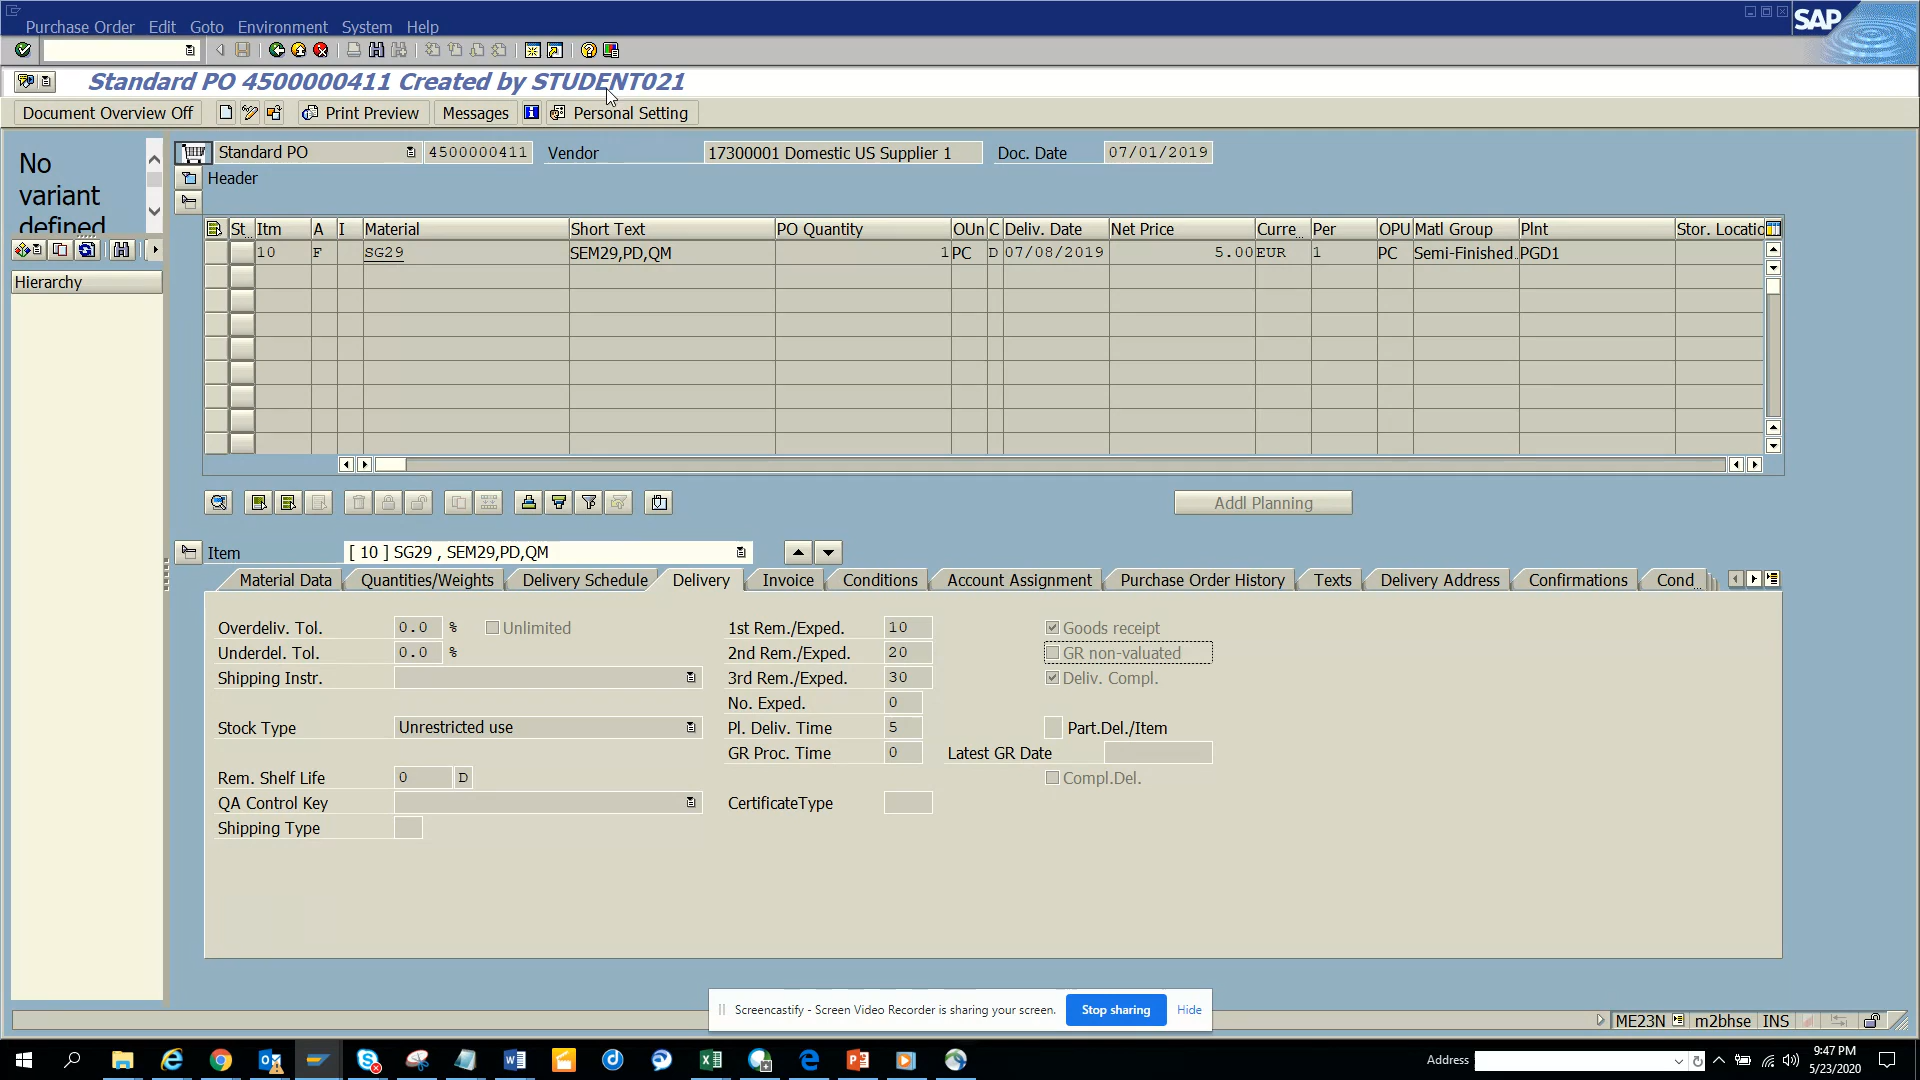 Purchase Order Edit Goto Environment System Help
SAP
Standard PO 4500000411 Created by STUDENT021
Document Overview Off Print Preview Messages Personal Setting
No variant defined
Standard PO 4500000411 Vendor 17300001 Domestic US Supplier 1 Doc. Date 07/01/2019
Header
St.. Itm A I Material Short Text PO Quantity OUn C Deliv. Date Net Price Curre.. Per OPU Matl Group Plnt Stor. Locatio
10 F SG29 SEM29,PD,QM 1 PC D 07/08/2019 5.00 EUR 1 PC Semi-Finished.. PGD1
Hierarchy
Addl Planning
Item [ 10 ] SG29 , SEM29,PD,QM
Material Data Quantities/Weights Delivery Schedule Delivery Invoice Conditions Account Assignment Purchase Order History Texts Delivery Address Confirmations Cond...
Overdeliv. Tol. 0.0 % Unlimited 1st Rem./Exped. 10 Goods receipt
Underdel. Tol. 0.0 % 2nd Rem./Exped. 20 GR non-valuated
Shipping Instr. 3rd Rem./Exped. 30 Deliv. Compl.
No. Exped. 0
Stock Type Unrestricted use Pl. Deliv. Time 5 Part.Del./Item
GR Proc. Time 0 Latest GR Date
Rem. Shelf Life 0 D Compl.Del.
QA Control Key CertificateType
Shipping Type
Screencastify - Screen Video Recorder is sharing your screen. Stop sharing Hide
ME23N m2bhse INS
Address 9:47 PM
5/23/2020